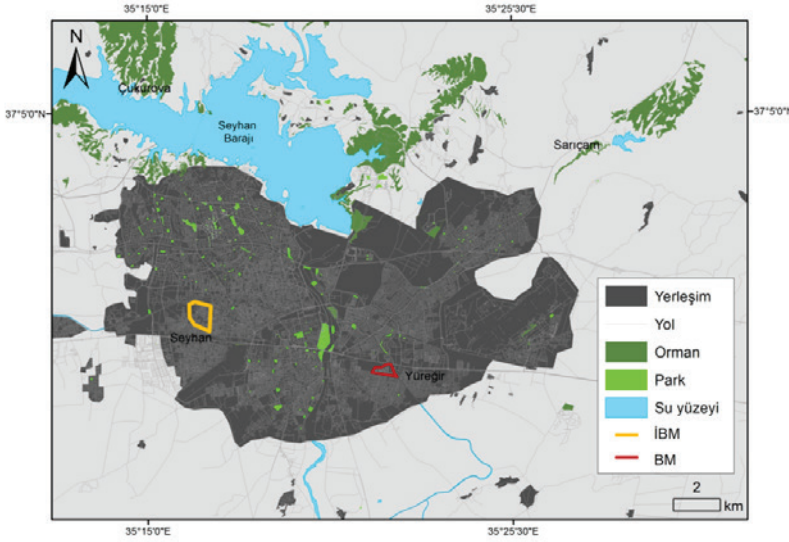 35°15'0"E
35°25'30"E
N
Çukurova
37°5'0"N
37°5'0"N
Seyhan
Barajı
Sarıçam
Seyhan
Yüreğir
Yerleşim
Yol
Orman
Park
Su yüzeyi
İBM
BM
2
km
35°15'0"E
35°25'30"E